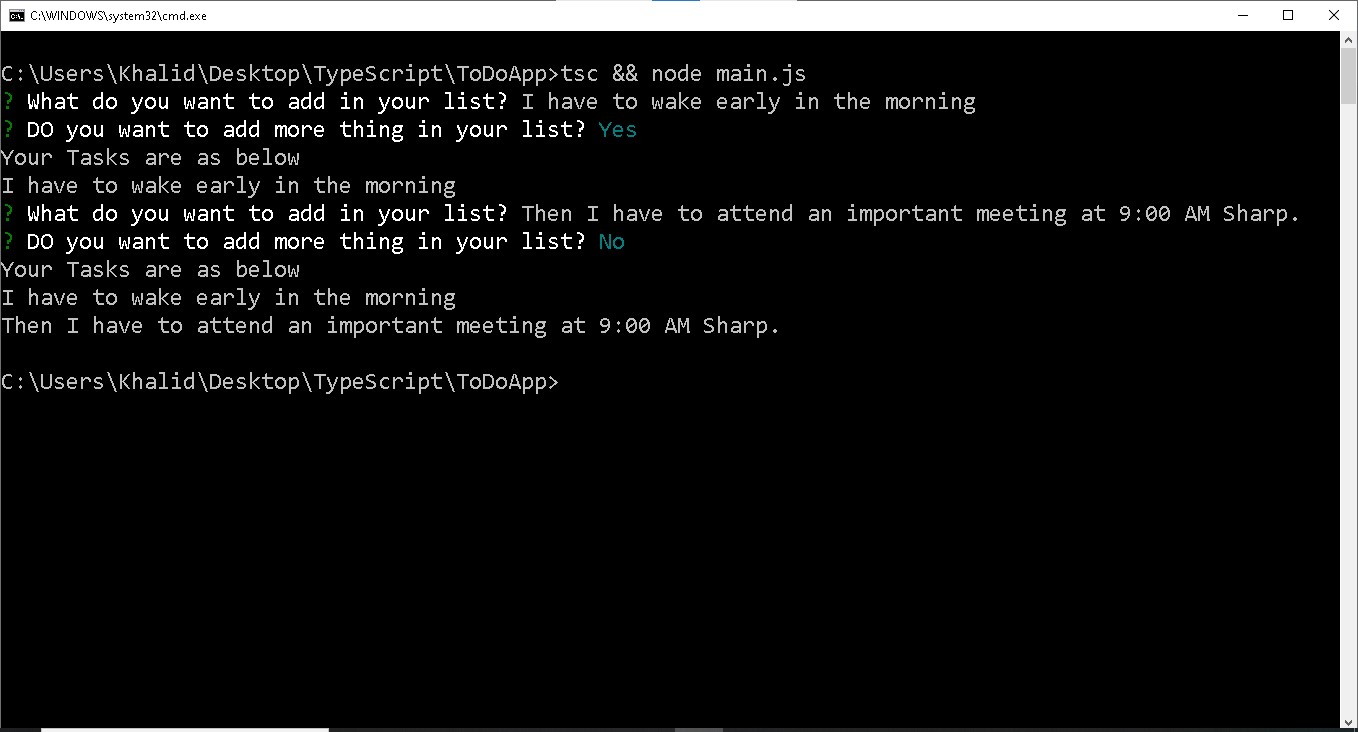 C:\WINDOWS\system32\cmd.exe
C:\Users\Khalid\Desktop\TypeScript\ToDoApp>tsc && node main.js
? What do you want to add in your list? I have to wake early in the morning
? DO you want to add more thing in your list? Yes
Your Tasks are as below
I have to wake early in the morning
? What do you want to add in your list? Then I have to attend an important meeting at 9:00 AM Sharp.
? DO you want to add more thing in your list? No
Your Tasks are as below
I have to wake early in the morning
Then I have to attend an important meeting at 9:00 AM Sharp.
C:\Users\Khalid\Desktop\TypeScript\ToDoApp>